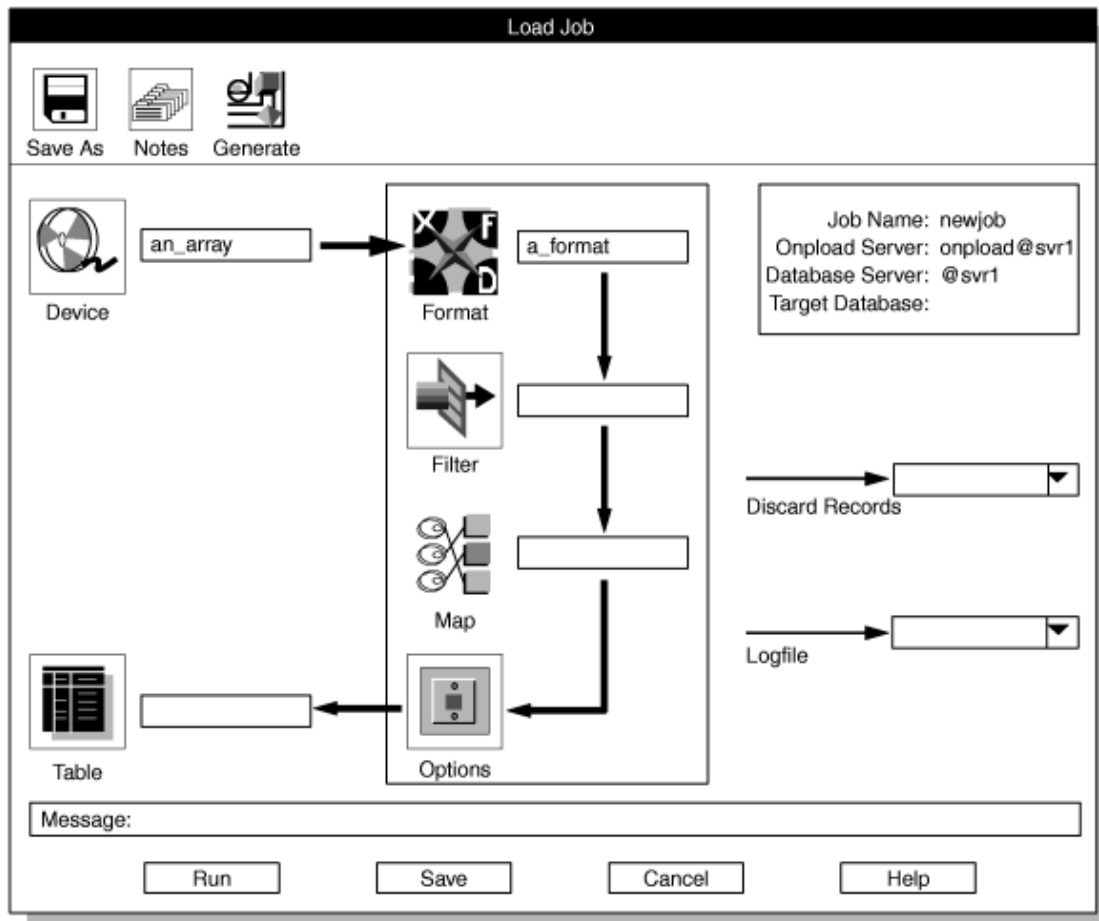 Load Job
Save As
Notes
Generate
Device
an_array
X F D
Format
a_format
Job Name: newjob
Onpload Server: onpload@svr1
Database Server: @svr1
Target Database:
Filter
Discard Records
Map
Logfile
Table
Options
Message:
Run
Save
Cancel
Help